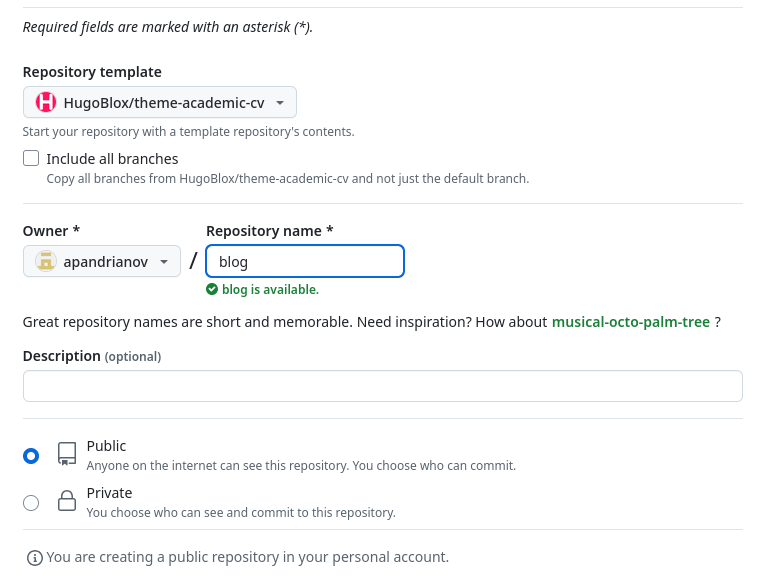 Required fields are marked with an asterisk (*).
Repository template
HugoBlox/theme-academic-cv
Start your repository with a template repository's contents.
Include all branches
Copy all branches from HugoBlox/theme-academic-cv and not just the default branch.
Owner * Repository name *
apandrianov / blog
blog is available.
Great repository names are short and memorable. Need inspiration? How about musical-octo-palm-tree ?
Description (optional)
Public
Anyone on the internet can see this repository. You choose who can commit.
Private
You choose who can see and commit to this repository.
You are creating a public repository in your personal account.